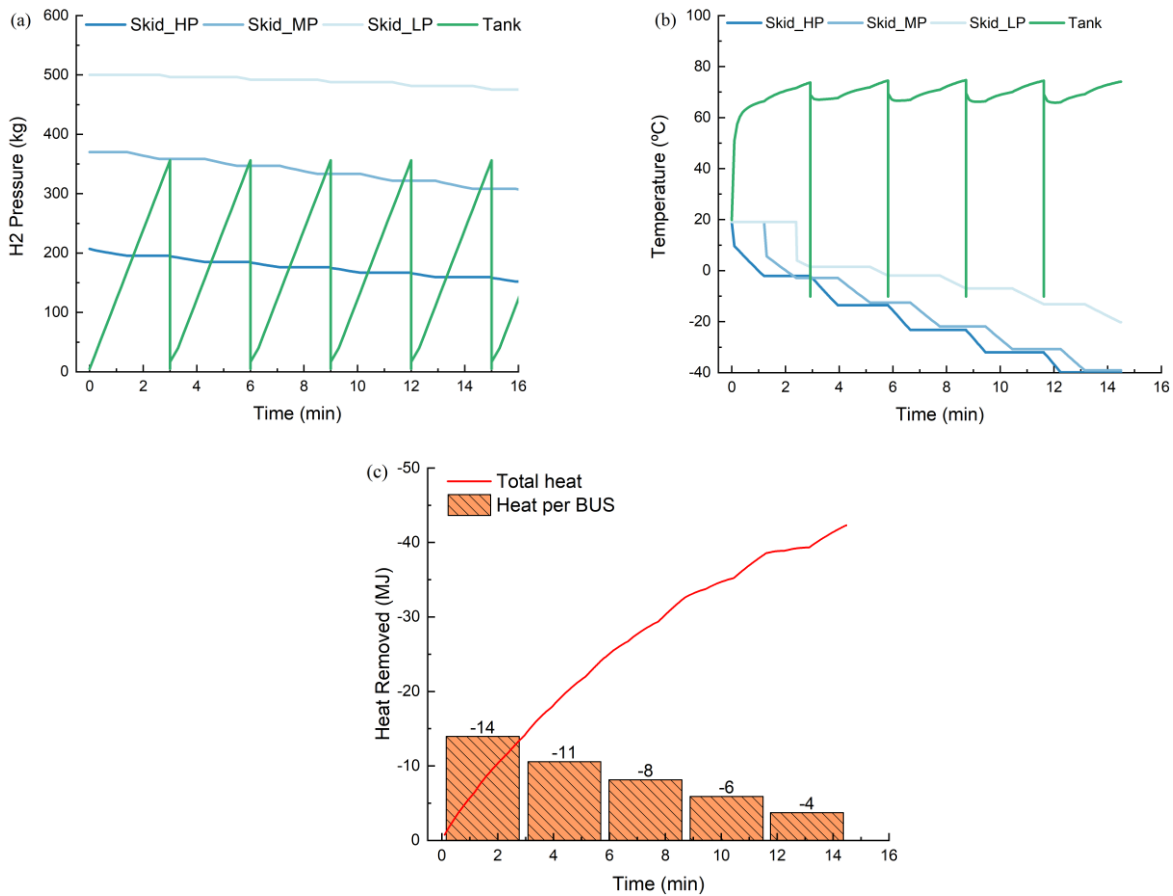 (a)
Skid_HP Skid_MP Skid_LP Tank
600
500
400
300
200
100
0
H2 Pressure (kg)
0 2 4 6 8 10 12 14 16
Time (min)
(b)
Skid_HP Skid_MP Skid_LP Tank
100
80
60
40
20
0
-20
-40
Temperature (ºC)
0 2 4 6 8 10 12 14 16
Time (min)
(c)
Total heat
Heat per BUS
-50
-40
-30
-20
-10
0
Heat Removed (MJ)
-14
-11
-8
-6
-4
0 2 4 6 8 10 12 14 16
Time (min)